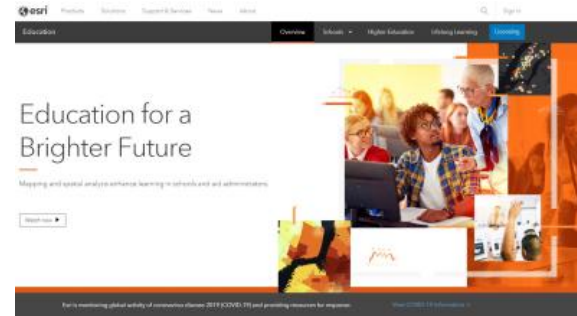 esri Products Solutions Support & Services News About Sign In
Education Overview Schools Higher Education Lifelong Learning Licensing
Education for a
Brighter Future
Mapping and spatial analysis enhance learning in schools and aid administrators.
Watch now
Esri is monitoring global activity of coronavirus disease 2019 (COVID-19) and providing resources for response. View COVID-19 Information